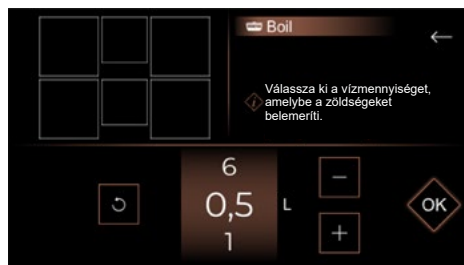 Boil
Válassza ki a vízmennyiséget,
amelybe a zöldségeket
belemeríti.
6
0,5 L
1
OK